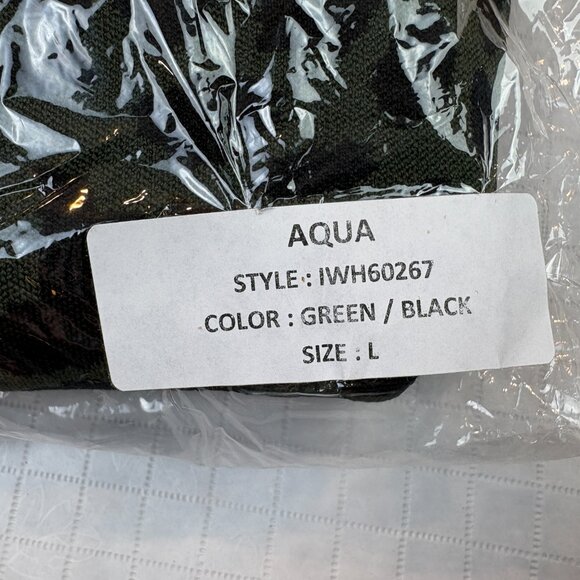 AQUA
STYLE : IWH60267
COLOR : GREEN / BLACK
SIZE : L